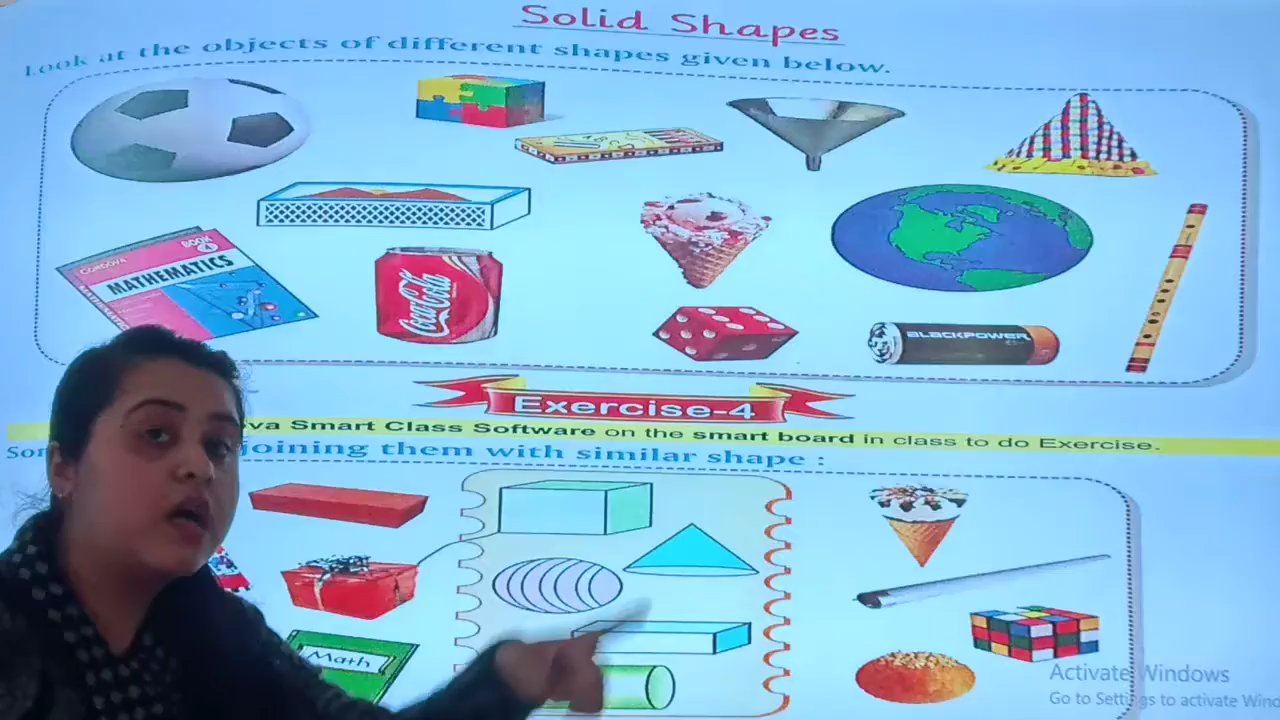 Solid Shapes
Look at the objects of different shapes given below.
CORDOVA
BOOK
MATHEMATICS
Coca-Cola
BLACKPOWER
Exercise-4
va Smart Class Software on the smart board in class to do Exercise.
joining them with similar shape :
Math
Activate Windows
Go to Settings to activate Wind